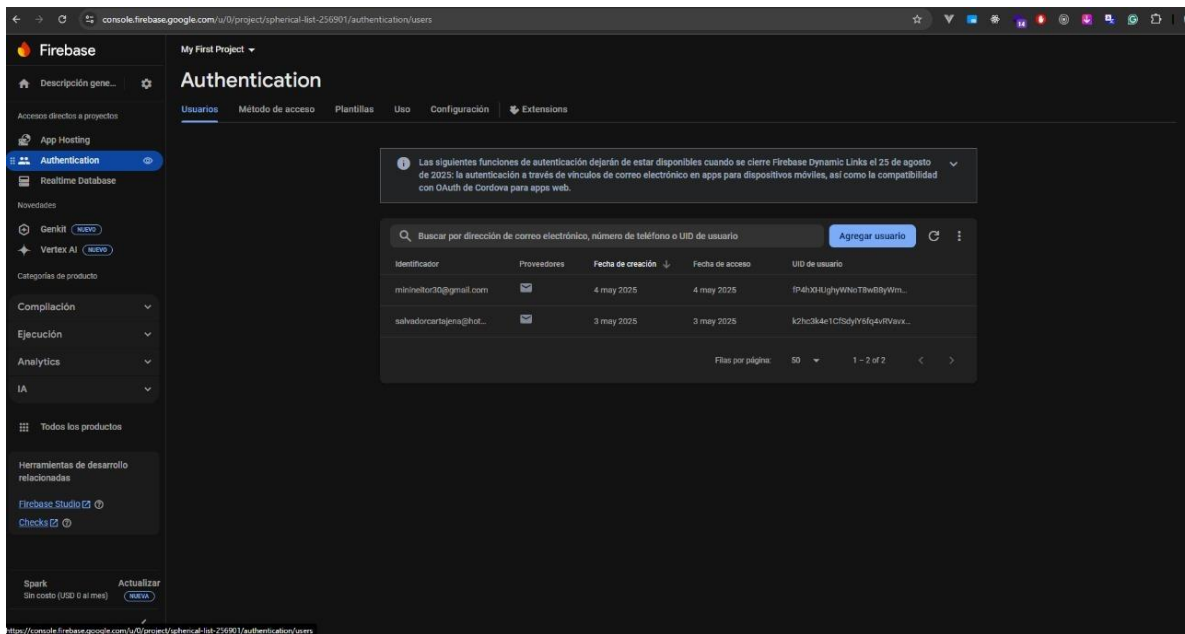 console.firebase.google.com/u/0/project/spherical-list-256901/authentication/users
14
Firebase
Descripción gene...
Accesos directos a proyectos
App Hosting
Authentication
Realtime Database
Novedades
Genkit NUEVO
Vertex AI NUEVO
Categorías de producto
Compilación
Ejecución
Analytics
IA
Todos los productos
Herramientas de desarrollo
relacionadas
Firebase Studio
Checks
Spark
Sin costo (USD 0 al mes)
Actualizar
NUEVA
My First Project
Authentication
Usuarios Método de acceso Plantillas Uso Configuración Extensions
Las siguientes funciones de autenticación dejarán de estar disponibles cuando se cierre Firebase Dynamic Links el 25 de agosto
de 2025: la autenticación a través de vínculos de correo electrónico en apps para dispositivos móviles, así como la compatibilidad
con OAuth de Cordova para apps web.
Buscar por dirección de correo electrónico, número de teléfono o UID de usuario
Agregar usuario
Identificador Proveedores Fecha de creación Fecha de acceso UID de usuario
minineitor30@gmail.com 4 may 2025 4 may 2025
salvadorcartajena@hot... 3 may 2025 3 may 2025
Filas por página: 50 1 – 2 of 2
https://console.firebase.google.com/u/0/project/spherical-list-256901/authentication/users